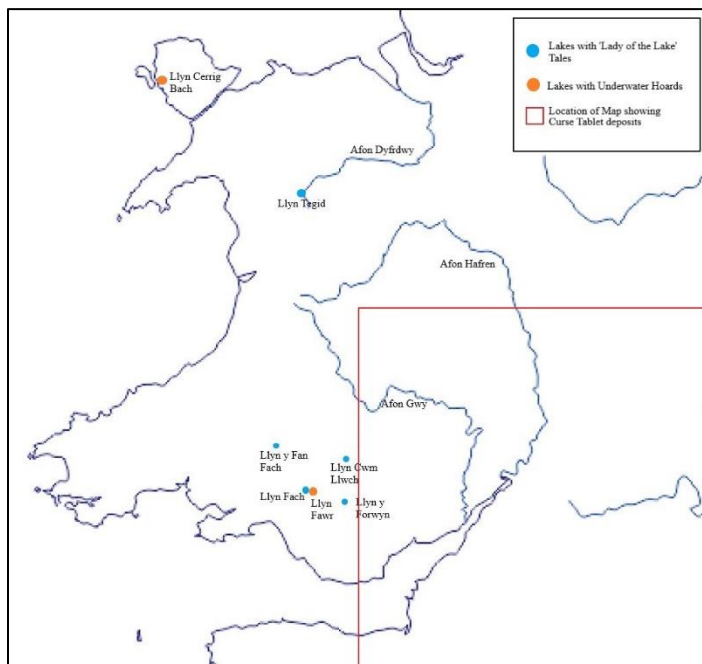 Lakes with 'Lady of the Lake'
Tales
Lakes with Underwater Hoards
Location of Map showing
Curse Tablet deposits
Llyn Cerrig
Bach
Afon Dyfrdwy
Llyn Tegid
Afon Hafren
Afon Gwy
Llyn y Fan
Fach
Llyn Cwm
Llwch
Llyn Fach
Llyn
Fawr
Llyn y
Forwyn